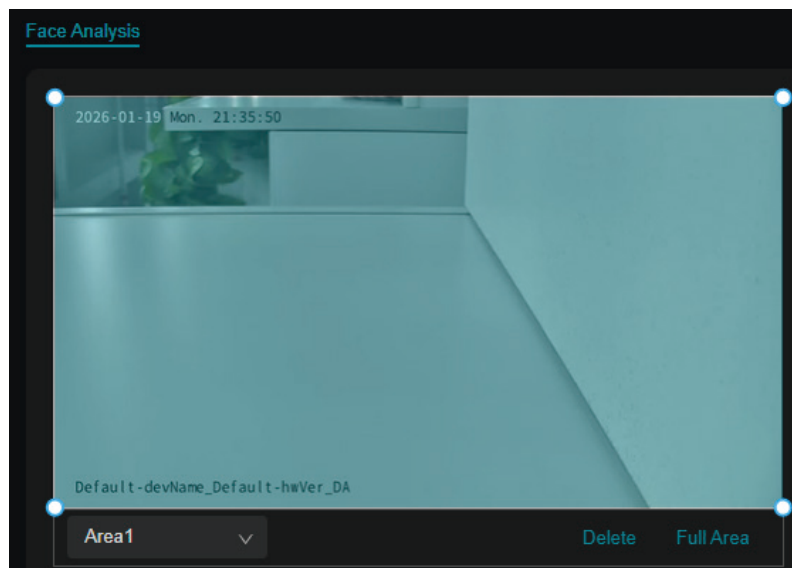 Face Analysis
2026-01-19 Mon. 21:35:50
Default-devName_Default-hwVer_DA
Area1
Delete
Full Area